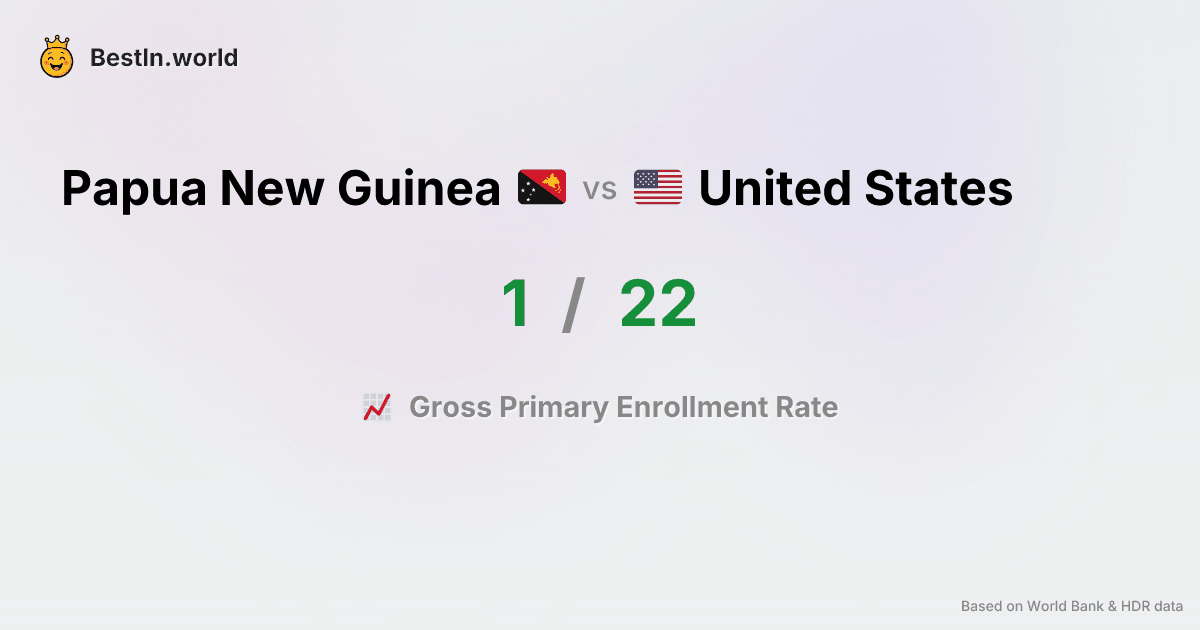 BestIn.world
Papua New Guinea vs United States
1 / 22
Gross Primary Enrollment Rate
Based on World Bank & HDR data